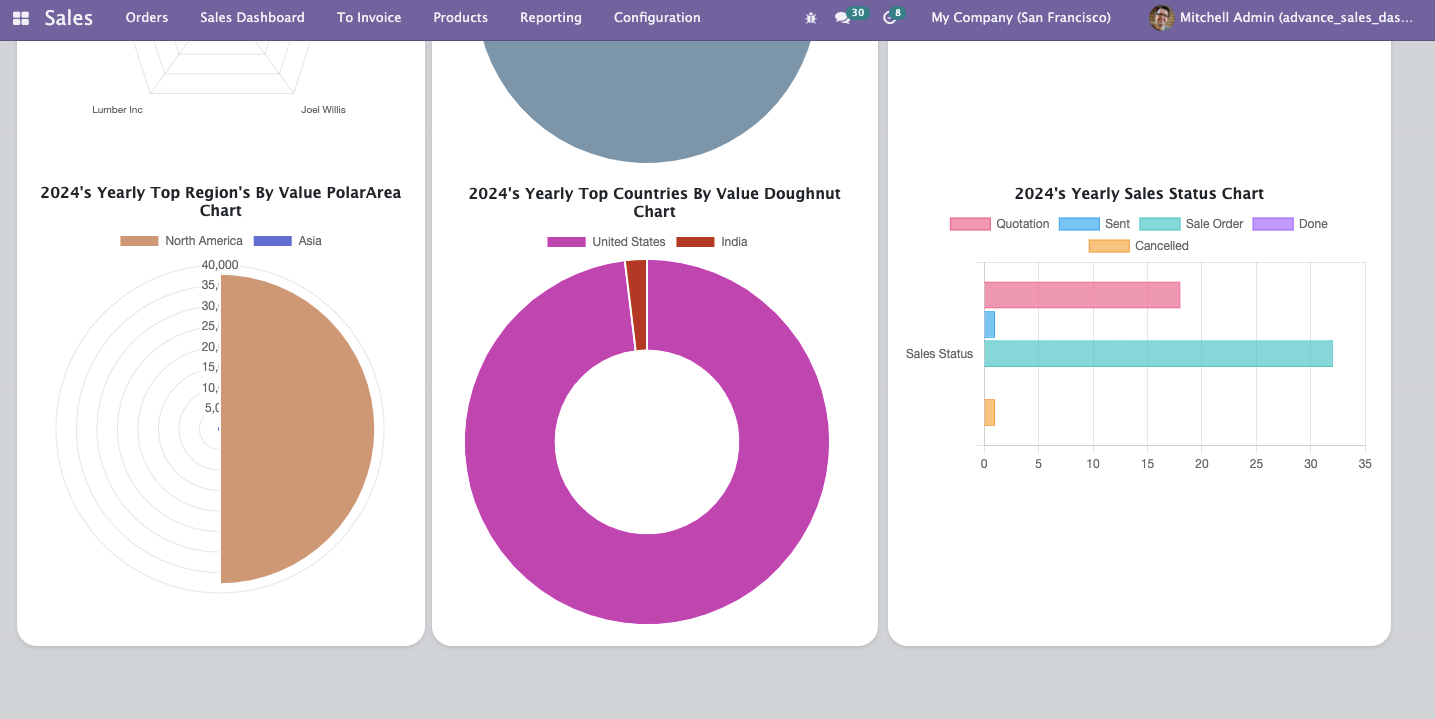 Sales Orders Sales Dashboard To Invoice Products Reporting Configuration 30 8 My Company (San Francisco) Mitchell Admin (advance_sales_das...
Lumber Inc Joel Willis
2024's Yearly Top Region's By Value PolarArea
Chart
North America Asia
40,000
35,
30,
25,
20,
15,
10,
5,0
2024's Yearly Top Countries By Value Doughnut
Chart
United States India
2024's Yearly Sales Status Chart
Quotation Sent Sale Order Done
Cancelled
Sales Status
0 5 10 15 20 25 30 35